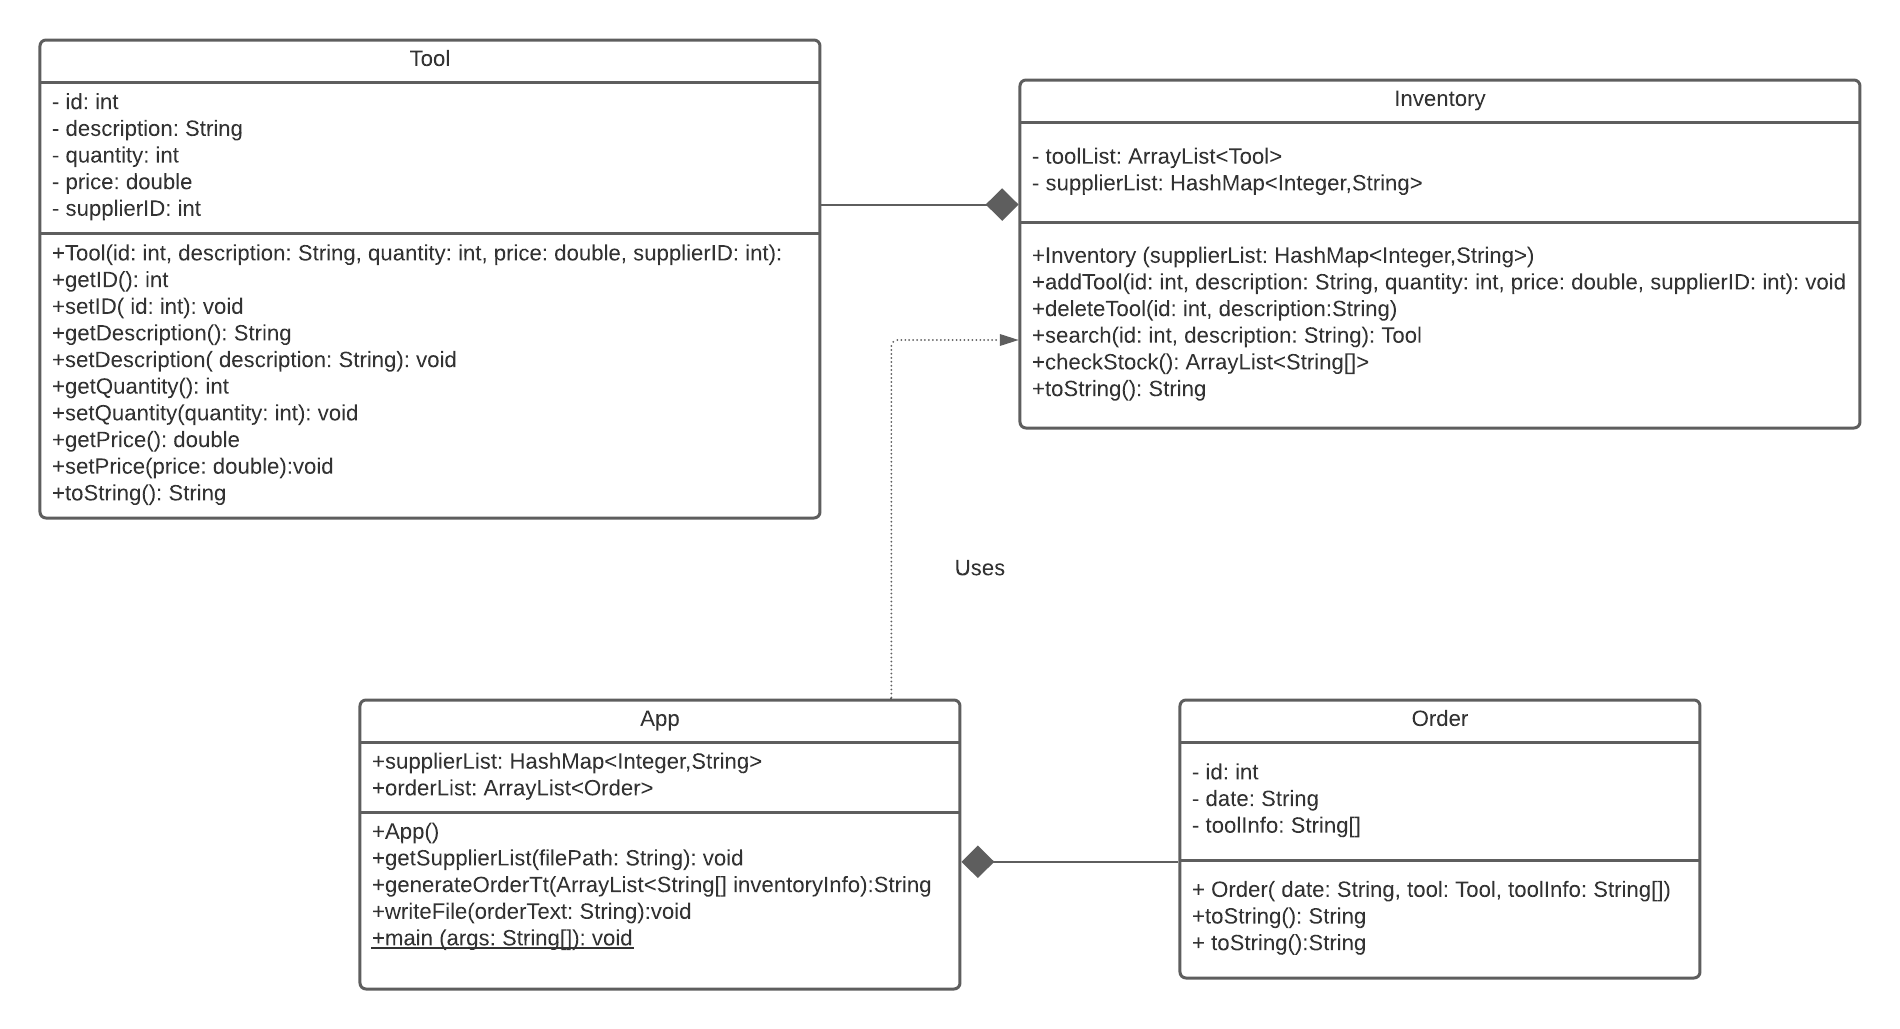 Tool
- id: int
- description: String
- quantity: int
- price: double
- supplierID: int
+Tool(id: int, description: String, quantity: int, price: double, supplierID: int):
+getID(): int
+setID( id: int): void
+getDescription(): String
+setDescription( description: String): void
+getQuantity(): int
+setQuantity(quantity: int): void
+getPrice(): double
+setPrice(price: double):void
+toString(): String
Inventory
- toolList: ArrayList<Tool>
- supplierList: HashMap<Integer,String>
+Inventory (supplierList: HashMap<Integer,String>)
+addTool(id: int, description: String, quantity: int, price: double, supplierID: int): void
+deleteTool(id: int, description:String)
+search(id: int, description: String): Tool
+checkStock(): ArrayList<String[]>
+toString(): String
Uses
App
+supplierList: HashMap<Integer,String>
+orderList: ArrayList<Order>
+App()
+getSupplierList(filePath: String): void
+generateOrderTt(ArrayList<String[] inventoryInfo):String
+writeFile(orderText: String):void
+main (args: String[]): void
Order
- id: int
- date: String
- toolInfo: String[]
+ Order( date: String, tool: Tool, toolInfo: String[])
+toString(): String
+ toString():String